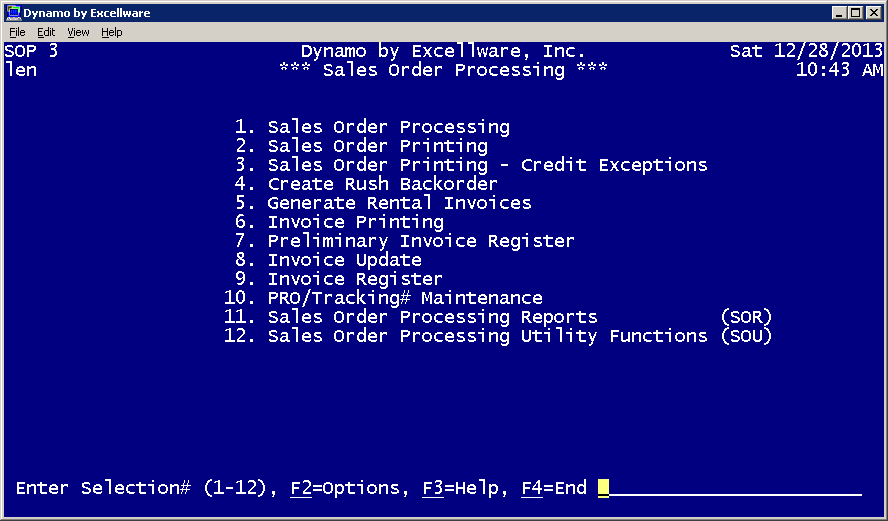 Dynamo by Excellware
File Edit View Help
SOP 3 Dynamo by Excellware, Inc. Sat 12/28/2013
len *** Sales Order Processing *** 10:43 AM
1. Sales Order Processing
2. Sales Order Printing
3. Sales Order Printing - Credit Exceptions
4. Create Rush Backorder
5. Generate Rental Invoices
6. Invoice Printing
7. Preliminary Invoice Register
8. Invoice Update
9. Invoice Register
10. PRO/Tracking# Maintenance
11. Sales Order Processing Reports (SOR)
12. Sales Order Processing Utility Functions (SOU)
Enter Selection# (1-12), F2=Options, F3=Help, F4=End